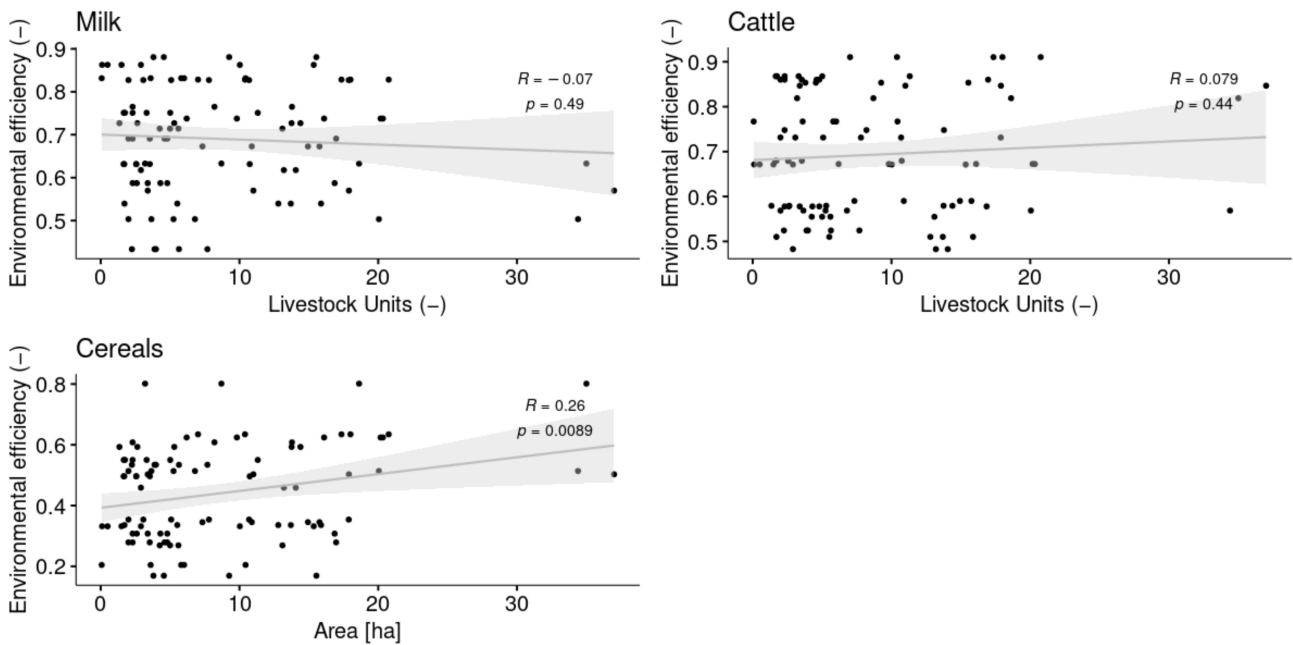 Milk
Environmental efficiency (−)
0.9
0.8
0.7
0.6
0.5
R = − 0.07
p = 0.49
0
10
20
30
Livestock Units (−)
Cattle
Environmental efficiency (−)
0.9
0.8
0.7
0.6
0.5
R = 0.079
p = 0.44
0
10
20
30
Livestock Units (−)
Cereals
Environmental efficiency (−)
0.8
0.6
0.4
0.2
R = 0.26
p = 0.0089
0
10
20
30
Area [ha]